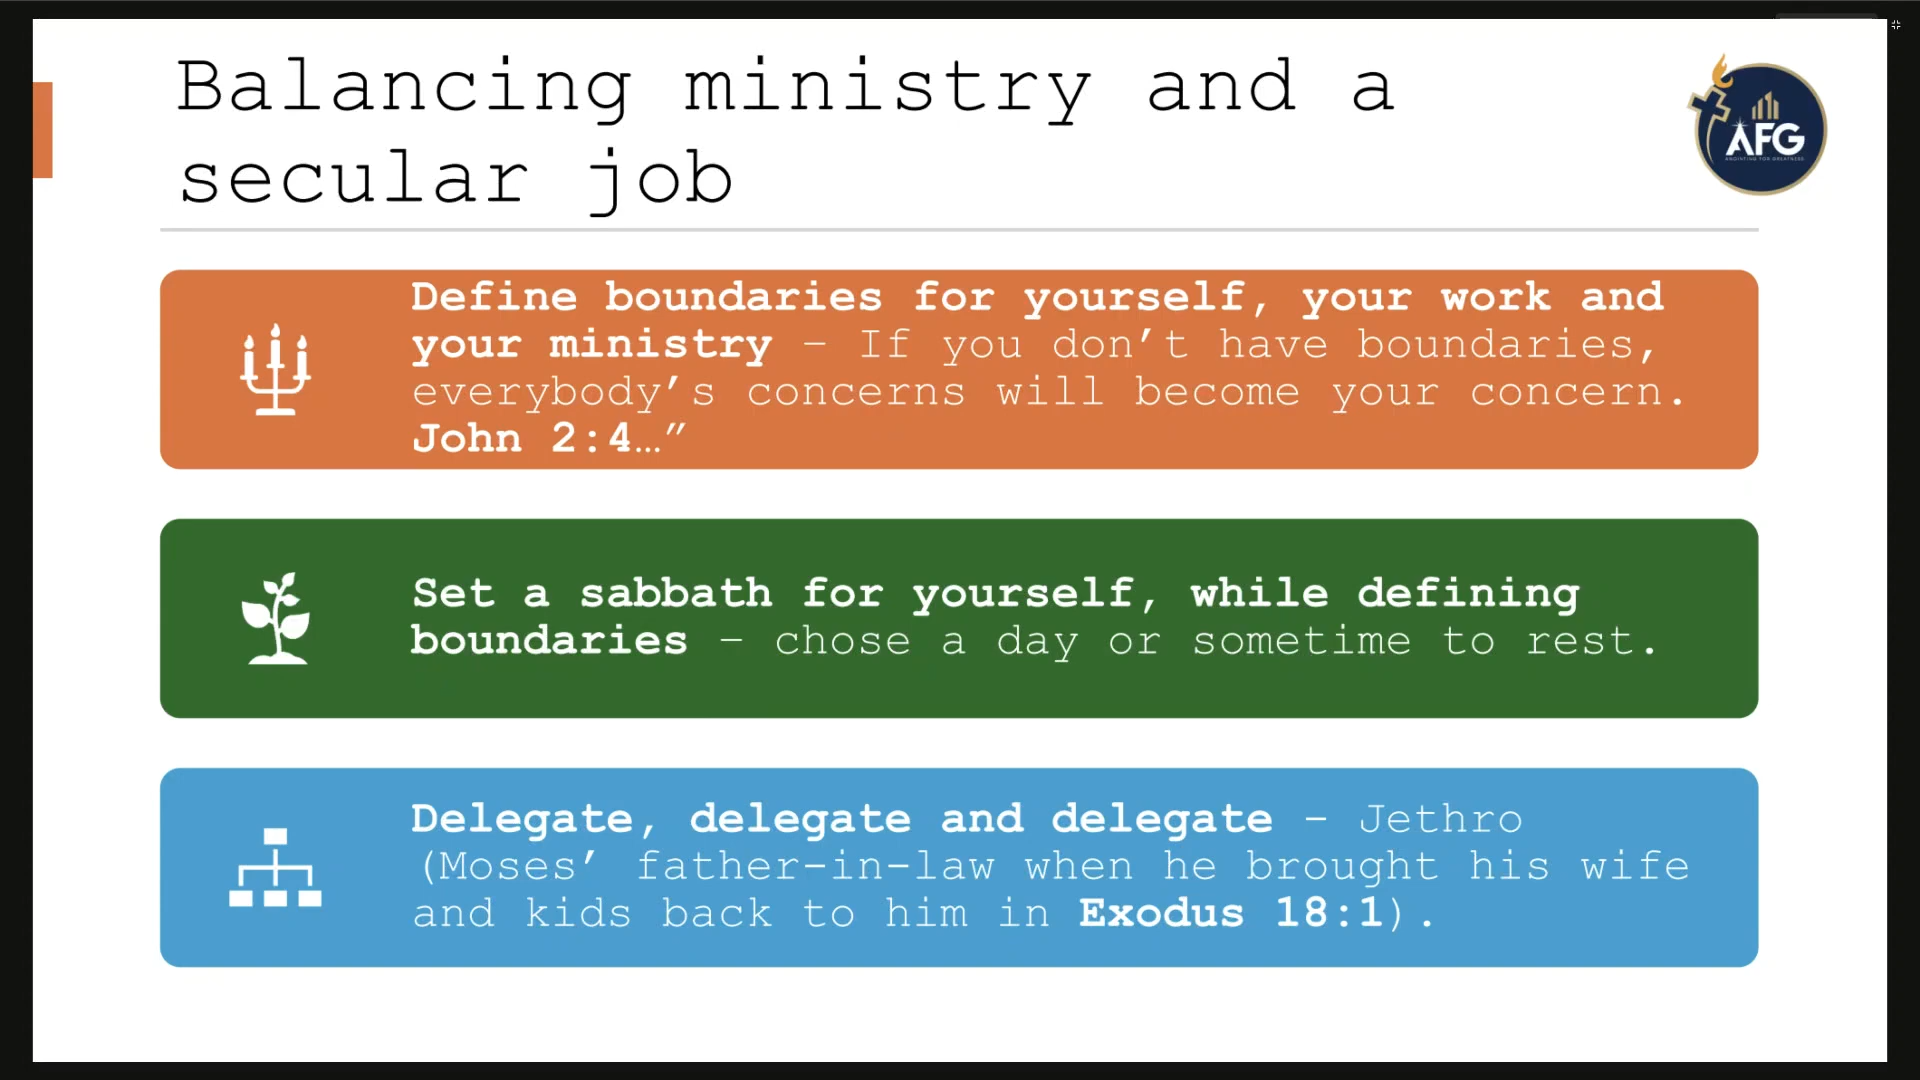 Balancing ministry and a
secular job
AFG
ANOINTING FOR GREATNESS
Define boundaries for yourself, your work and
your ministry – If you don’t have boundaries,
everybody’s concerns will become your concern.
John 2:4…”
Set a sabbath for yourself, while defining
boundaries – chose a day or sometime to rest.
Delegate, delegate and delegate – Jethro
(Moses’ father-in-law when he brought his wife
and kids back to him in Exodus 18:1).